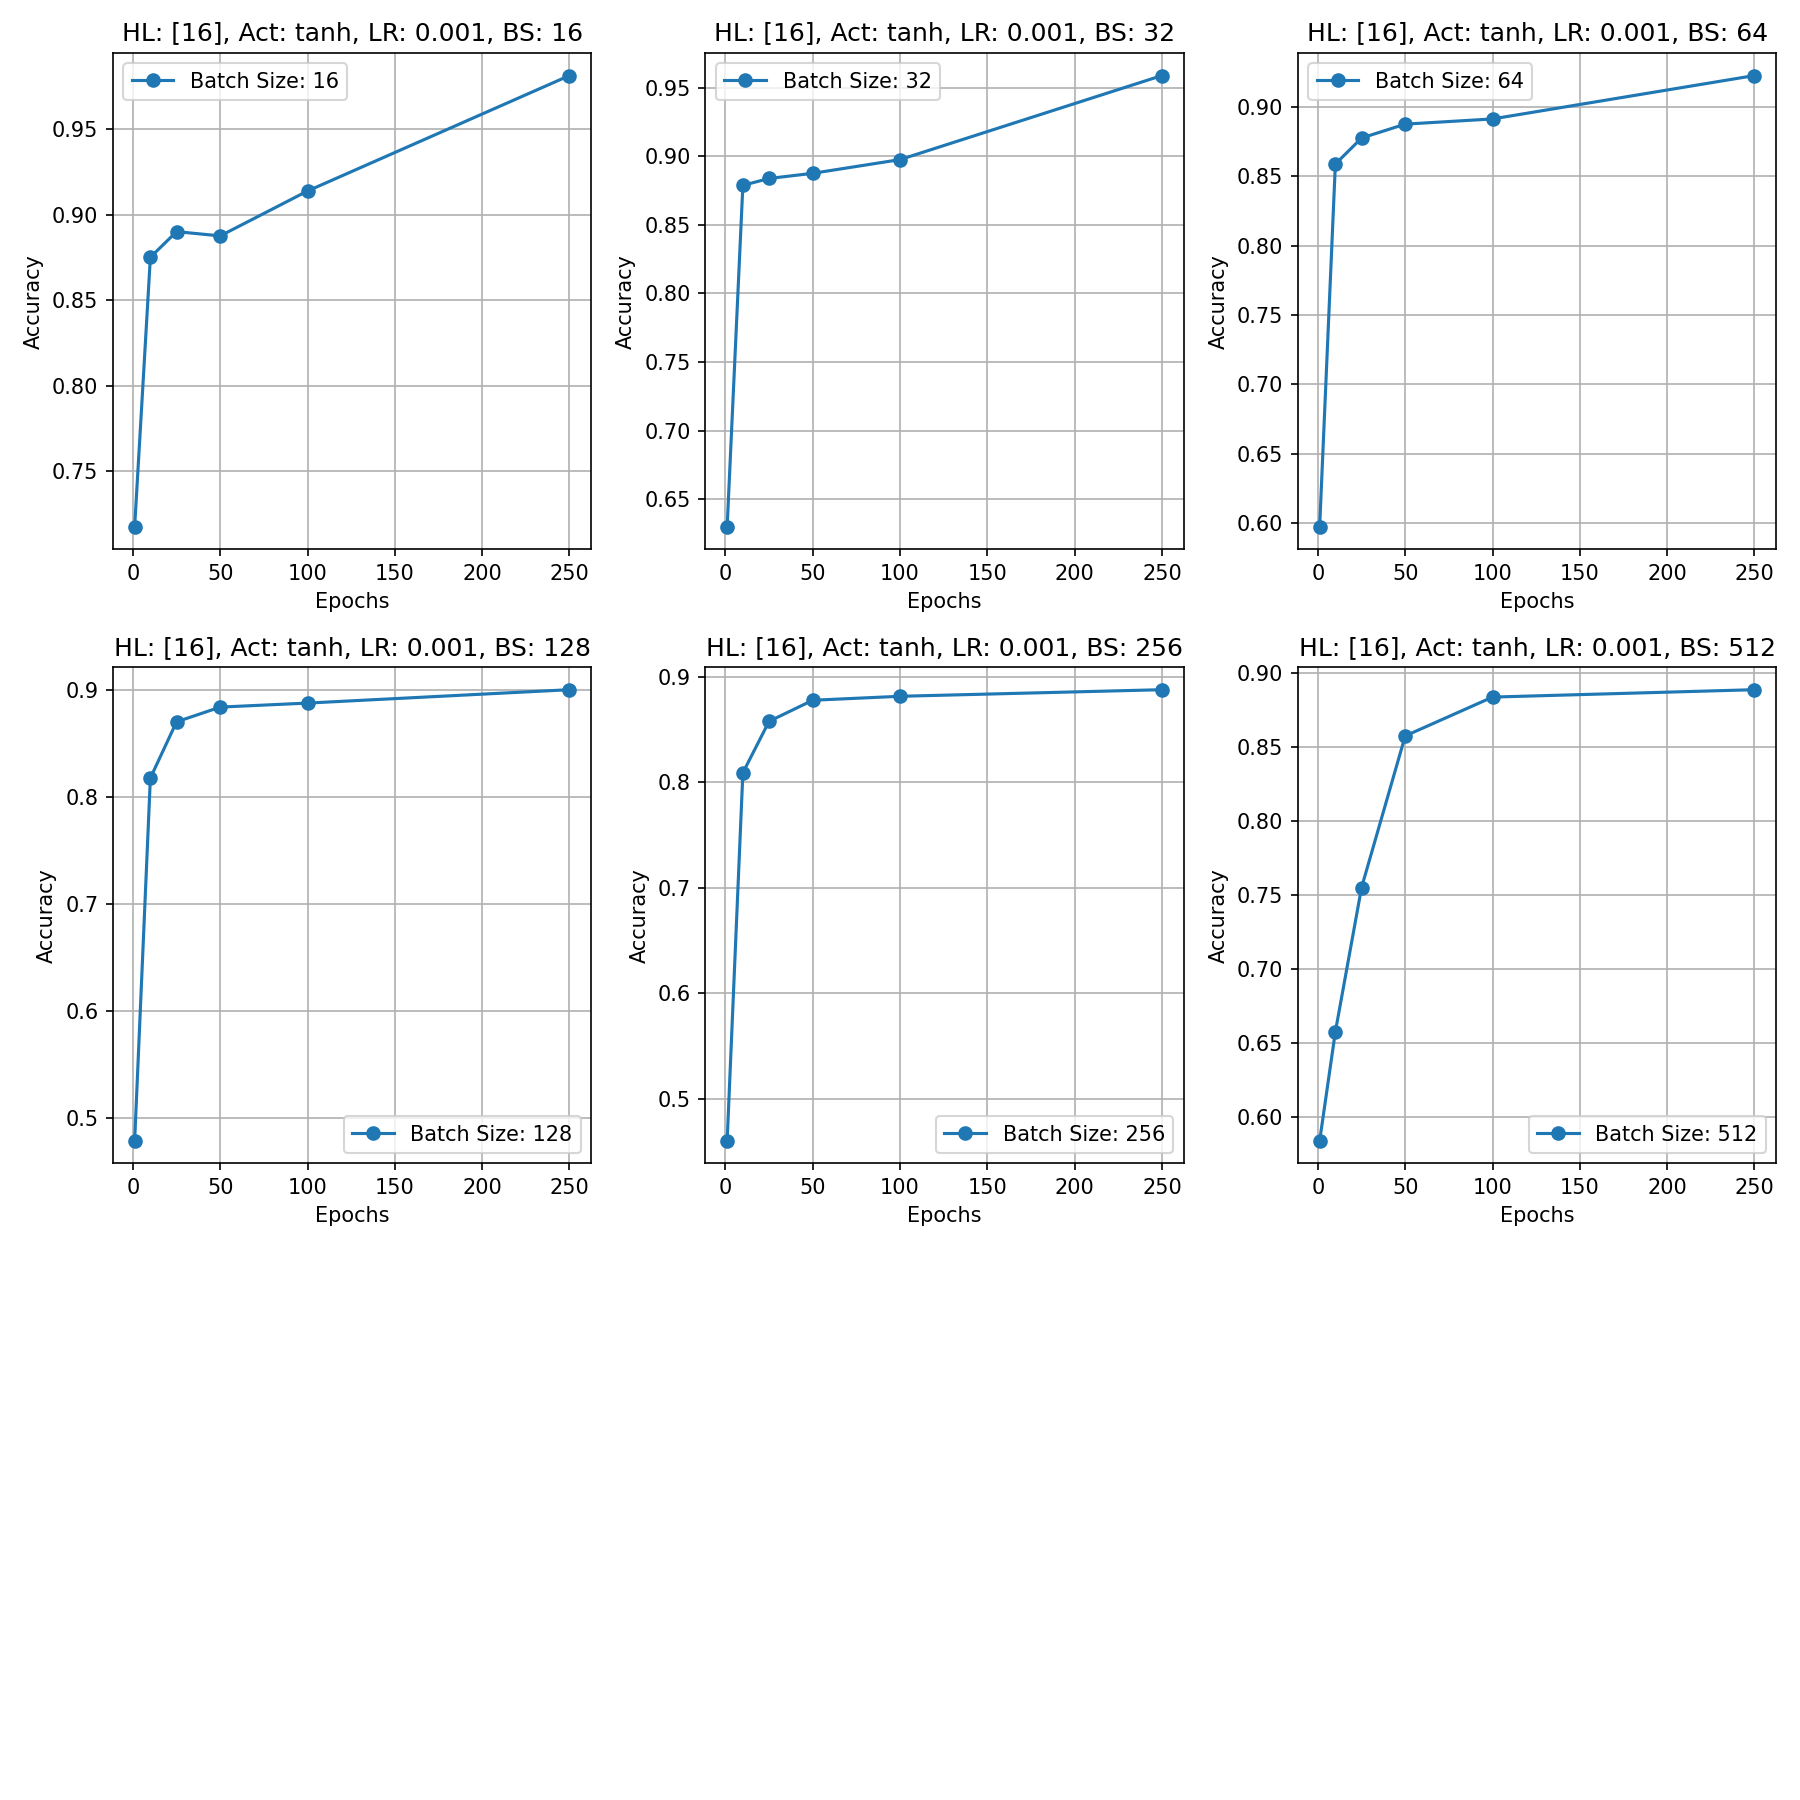 HL: [16], Act: tanh, LR: 0.001, BS: 16
Batch Size: 16
Accuracy
0.95
0.90
0.85
0.80
0.75
0 50 100 150 200 250
Epochs
HL: [16], Act: tanh, LR: 0.001, BS: 32
Batch Size: 32
Accuracy
0.95
0.90
0.85
0.80
0.75
0.70
0.65
0 50 100 150 200 250
Epochs
HL: [16], Act: tanh, LR: 0.001, BS: 64
Batch Size: 64
Accuracy
0.90
0.85
0.80
0.75
0.70
0.65
0.60
0 50 100 150 200 250
Epochs
HL: [16], Act: tanh, LR: 0.001, BS: 128
Accuracy
0.9
0.8
0.7
0.6
0.5
Batch Size: 128
0 50 100 150 200 250
Epochs
HL: [16], Act: tanh, LR: 0.001, BS: 256
Accuracy
0.9
0.8
0.7
0.6
0.5
Batch Size: 256
0 50 100 150 200 250
Epochs
HL: [16], Act: tanh, LR: 0.001, BS: 512
Accuracy
0.90
0.85
0.80
0.75
0.70
0.65
0.60
Batch Size: 512
0 50 100 150 200 250
Epochs